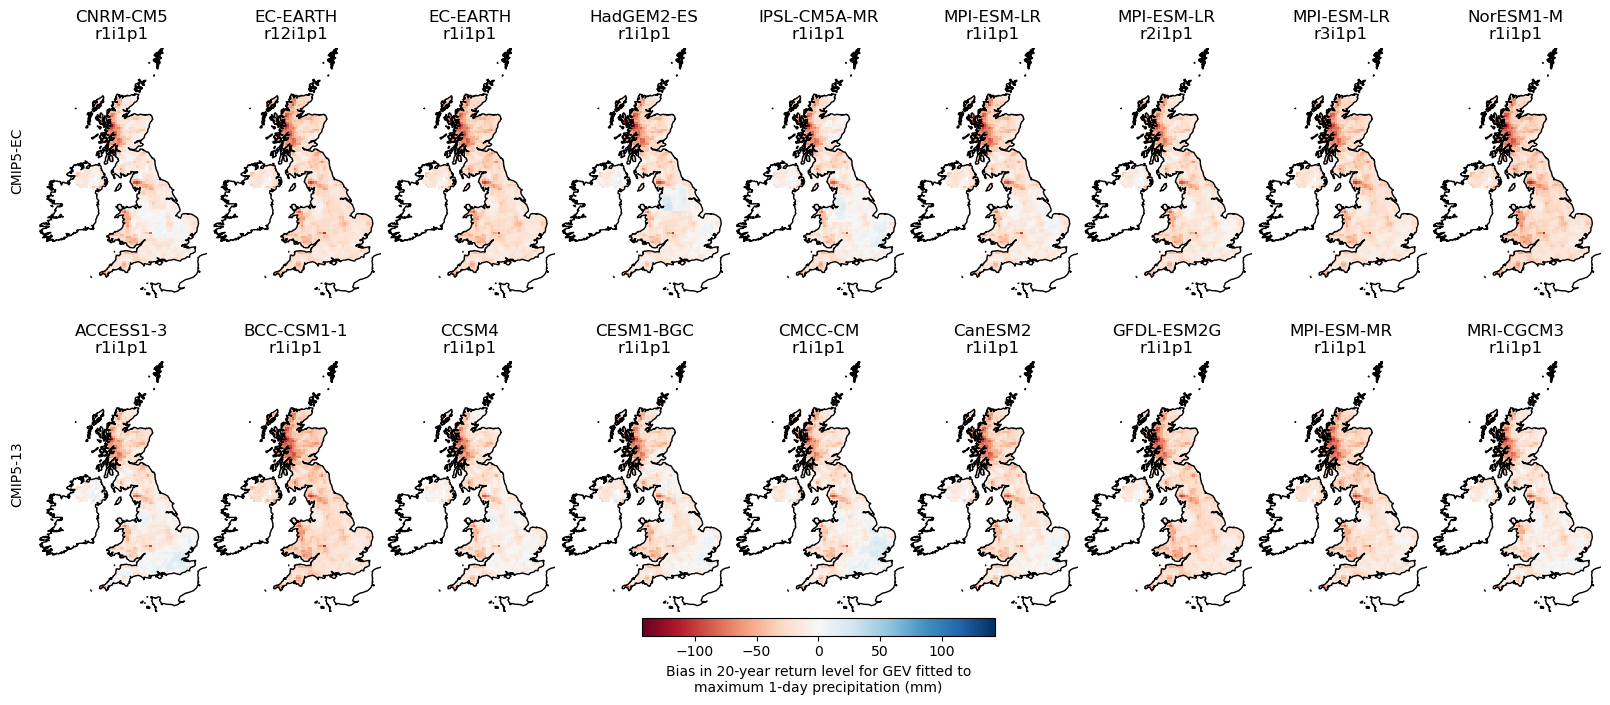 CNRM-CM5 EC-EARTH EC-EARTH HadGEM2-ES IPSL-CM5A-MR MPI-ESM-LR MPI-ESM-LR MPI-ESM-LR NorESM1-M
r1i1p1 r12i1p1 r1i1p1 r1i1p1 r1i1p1 r1i1p1 r2i1p1 r3i1p1 r1i1p1
CMIP5-EC
ACCESS1-3 BCC-CSM1-1 CCSM4 CESM1-BGC CMCC-CM CanESM2 GFDL-ESM2G MPI-ESM-MR MRI-CGCM3
r1i1p1 r1i1p1 r1i1p1 r1i1p1 r1i1p1 r1i1p1 r1i1p1 r1i1p1 r1i1p1
CMIP5-13
−100 −50 0 50 100
Bias in 20-year return level for GEV fitted to
maximum 1-day precipitation (mm)